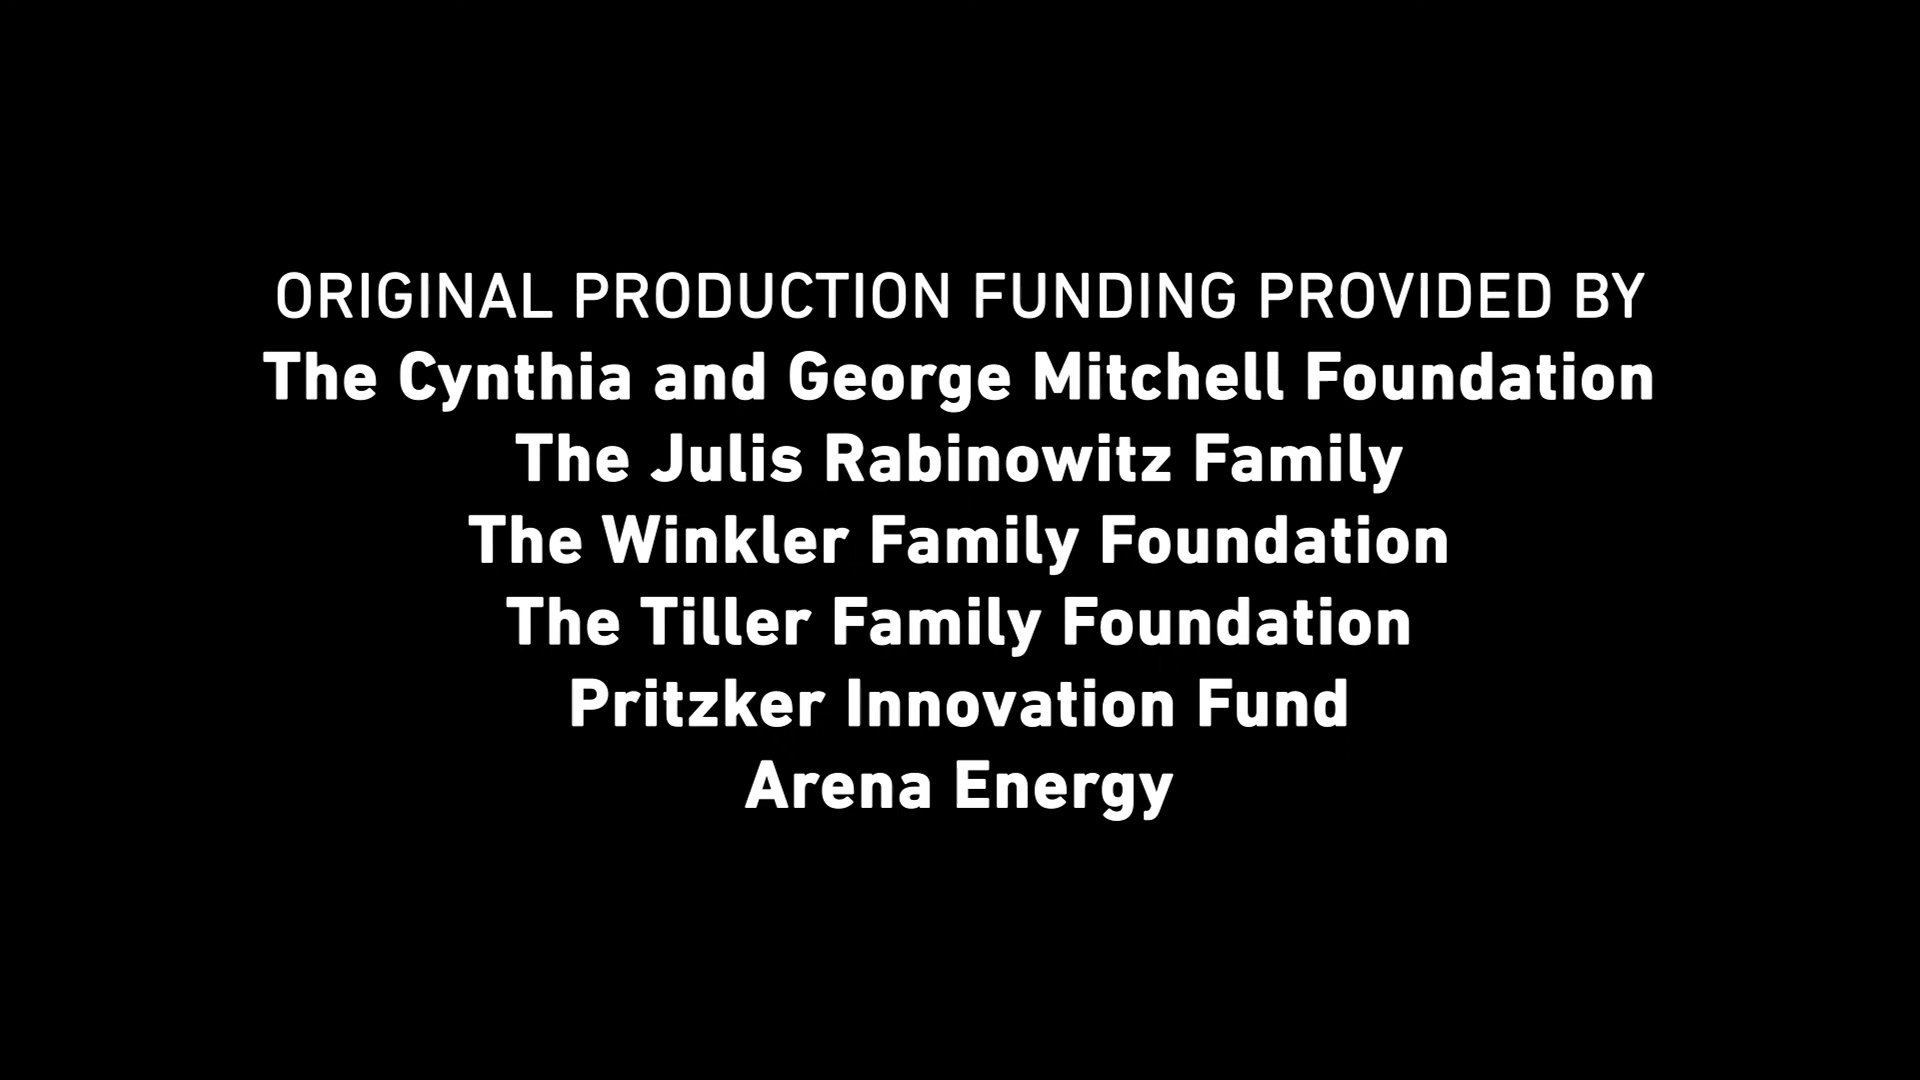 ORIGINAL PRODUCTION FUNDING PROVIDED BY
The Cynthia and George Mitchell Foundation
The Julis Rabinowitz Family
The Winkler Family Foundation
The Tiller Family Foundation
Pritzker Innovation Fund
Arena Energy